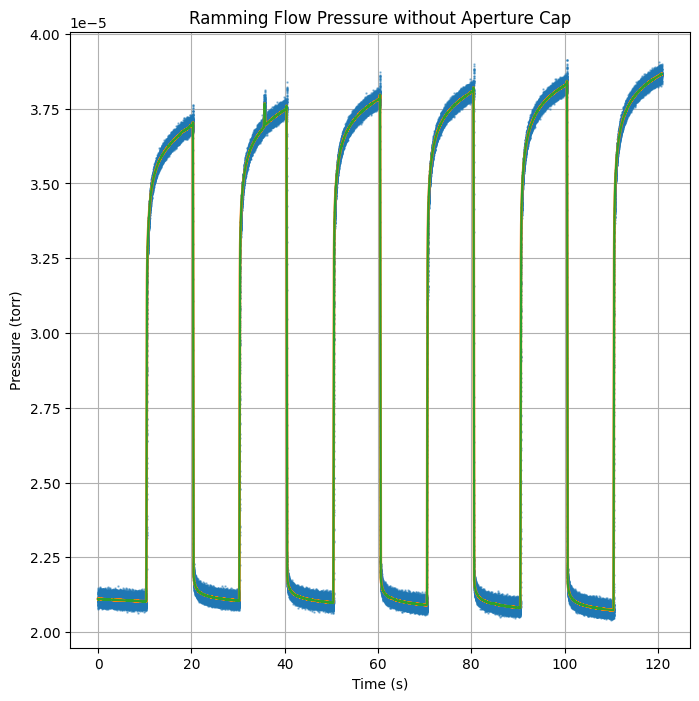 Ramming Flow Pressure without Aperture Cap
1e−5
4.00
3.75
3.50
3.25
3.00
2.75
2.50
2.25
2.00
Pressure (torr)
0 20 40 60 80 100 120
Time (s)